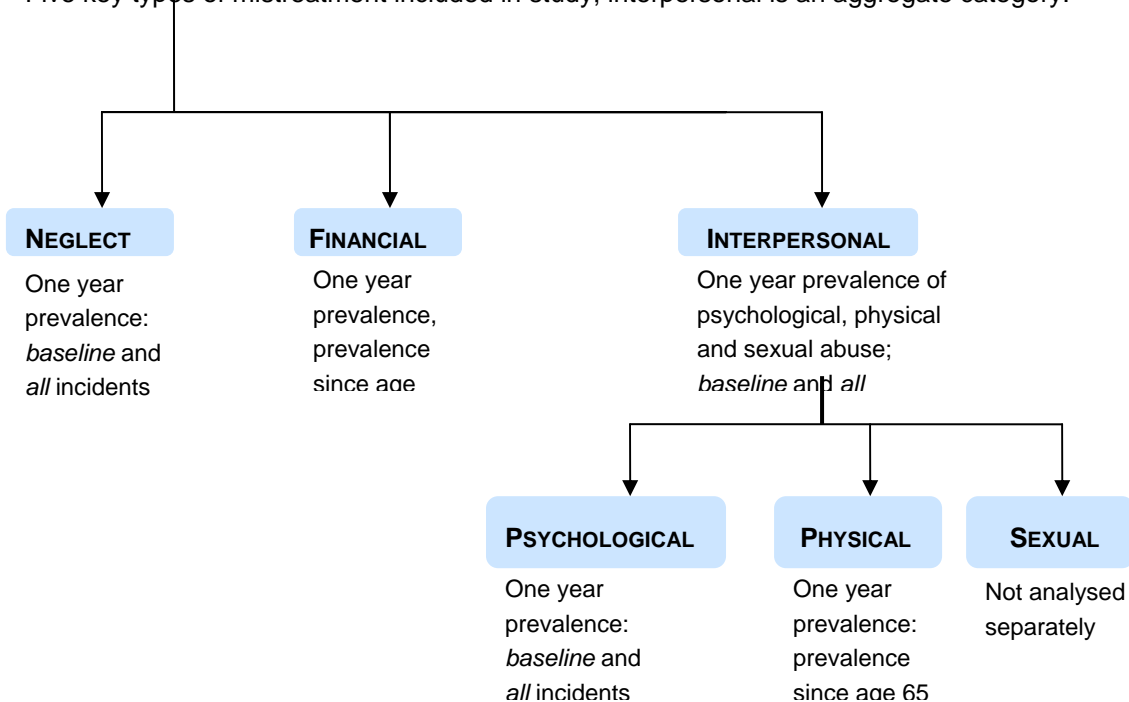 Five key types of mistreatment included in study; interpersonal is an aggregate category.
NEGLECT
One year
prevalence:
baseline and
all incidents
FINANCIAL
One year
prevalence,
prevalence
since age
INTERPERSONAL
One year prevalence of
psychological, physical
and sexual abuse;
baseline and all
PSYCHOLOGICAL
One year
prevalence:
baseline and
all incidents
PHYSICAL
One year
prevalence:
prevalence
since age 65
SEXUAL
Not analysed
separately